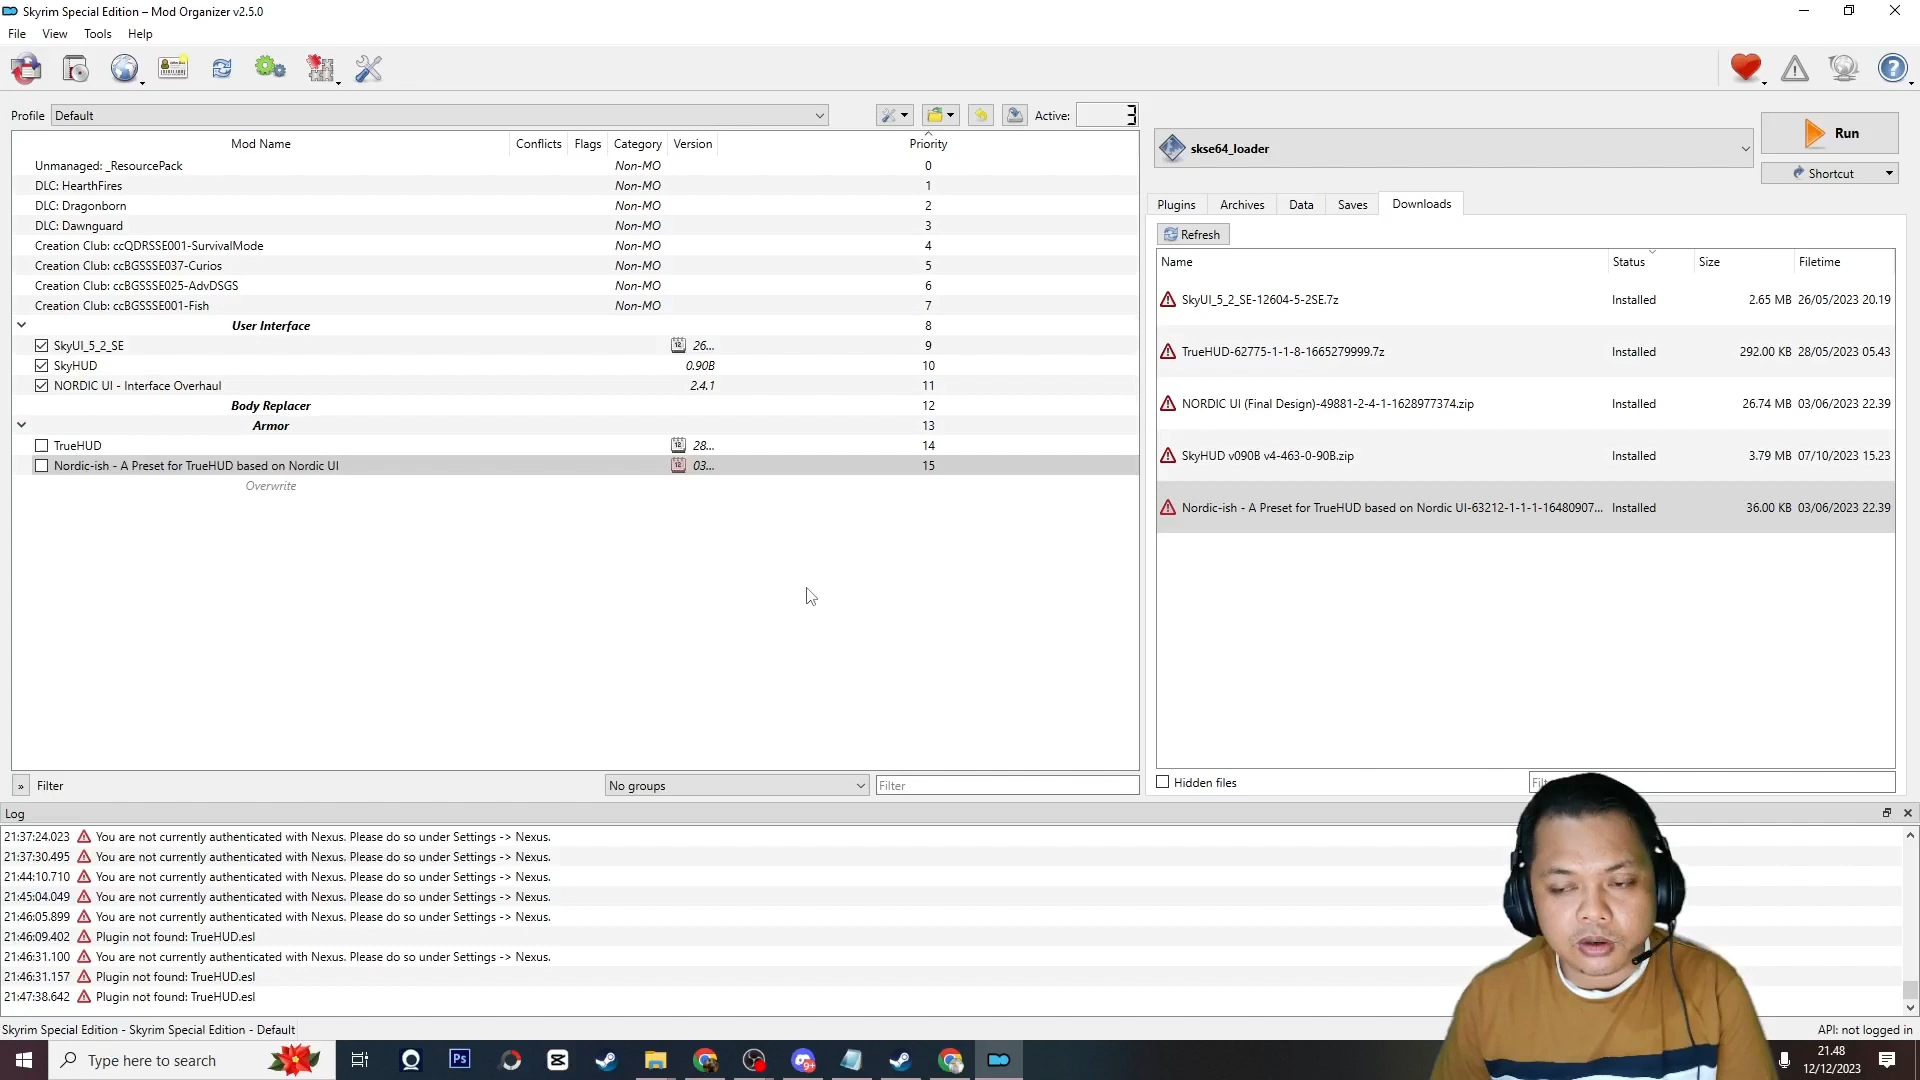 Skyrim Special Edition – Mod Organizer v2.5.0
File View Tools Help
Profile Default Active: 3
Mod Name Conflicts Flags Category Version Priority
Unmanaged: _ResourcePack Non-MO 0
DLC: HearthFires Non-MO 1
DLC: Dragonborn Non-MO 2
DLC: Dawnguard Non-MO 3
Creation Club: ccQDRSSE001-SurvivalMode Non-MO 4
Creation Club: ccBGSSSE037-Curios Non-MO 5
Creation Club: ccBGSSSE025-AdvDSGS Non-MO 6
Creation Club: ccBGSSSE001-Fish Non-MO 7
User Interface 8
SkyUI_5_2_SE 26... 9
SkyHUD 0.90B 10
NORDIC UI - Interface Overhaul 2.4.1 11
Body Replacer 12
Armor 13
TrueHUD 28... 14
Nordic-ish - A Preset for TrueHUD based on Nordic UI 03... 15
Overwrite
» Filter No groups Filter
skse64_loader
Run
Shortcut
Plugins Archives Data Saves Downloads
Refresh
Name Status Size Filetime
SkyUI_5_2_SE-12604-5-2SE.7z Installed 2.65 MB 26/05/2023 20.19
TrueHUD-62775-1-1-8-1665279999.7z Installed 292.00 KB 28/05/2023 05.43
NORDIC UI (Final Design)-49881-2-4-1-1628977374.zip Installed 26.74 MB 03/06/2023 22.39
SkyHUD v090B v4-463-0-90B.zip Installed 3.79 MB 07/10/2023 15.23
Nordic-ish - A Preset for TrueHUD based on Nordic UI-63212-1-1-1-16480907... Installed 36.00 KB 03/06/2023 22.39
Hidden files
Log
21:37:24.023 You are not currently authenticated with Nexus. Please do so under Settings -> Nexus.
21:37:30.495 You are not currently authenticated with Nexus. Please do so under Settings -> Nexus.
21:44:10.710 You are not currently authenticated with Nexus. Please do so under Settings -> Nexus.
21:45:04.049 You are not currently authenticated with Nexus. Please do so under Settings -> Nexus.
21:46:05.899 You are not currently authenticated with Nexus. Please do so under Settings -> Nexus.
21:46:09.402 Plugin not found: TrueHUD.esl
21:46:31.100 You are not currently authenticated with Nexus. Please do so under Settings -> Nexus.
21:46:31.157 Plugin not found: TrueHUD.esl
21:47:38.642 Plugin not found: TrueHUD.esl
Skyrim Special Edition - Skyrim Special Edition - Default API: not logged in
Type here to search Ps 9+ 21.48
12/12/2023